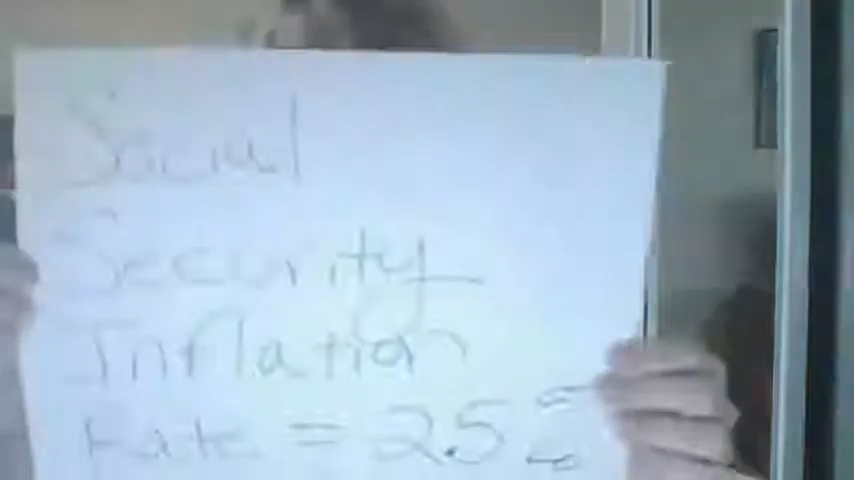 Social
Security
Inflation
Rate = 2.5 %